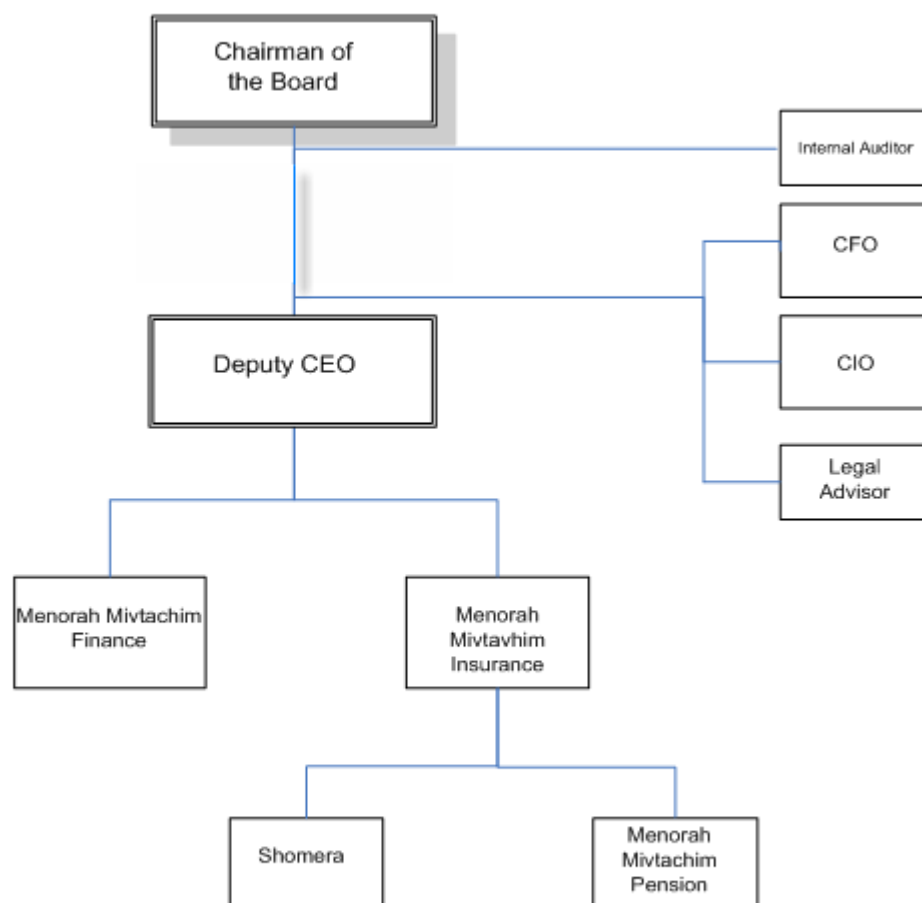 Chairman of
the Board
Internal Auditor
CFO
Deputy CEO
CIO
Legal
Advisor
Menorah Mivtachim
Finance
Menorah
Mivtavhim
Insurance
Shomera
Menorah
Mivtachim
Pension